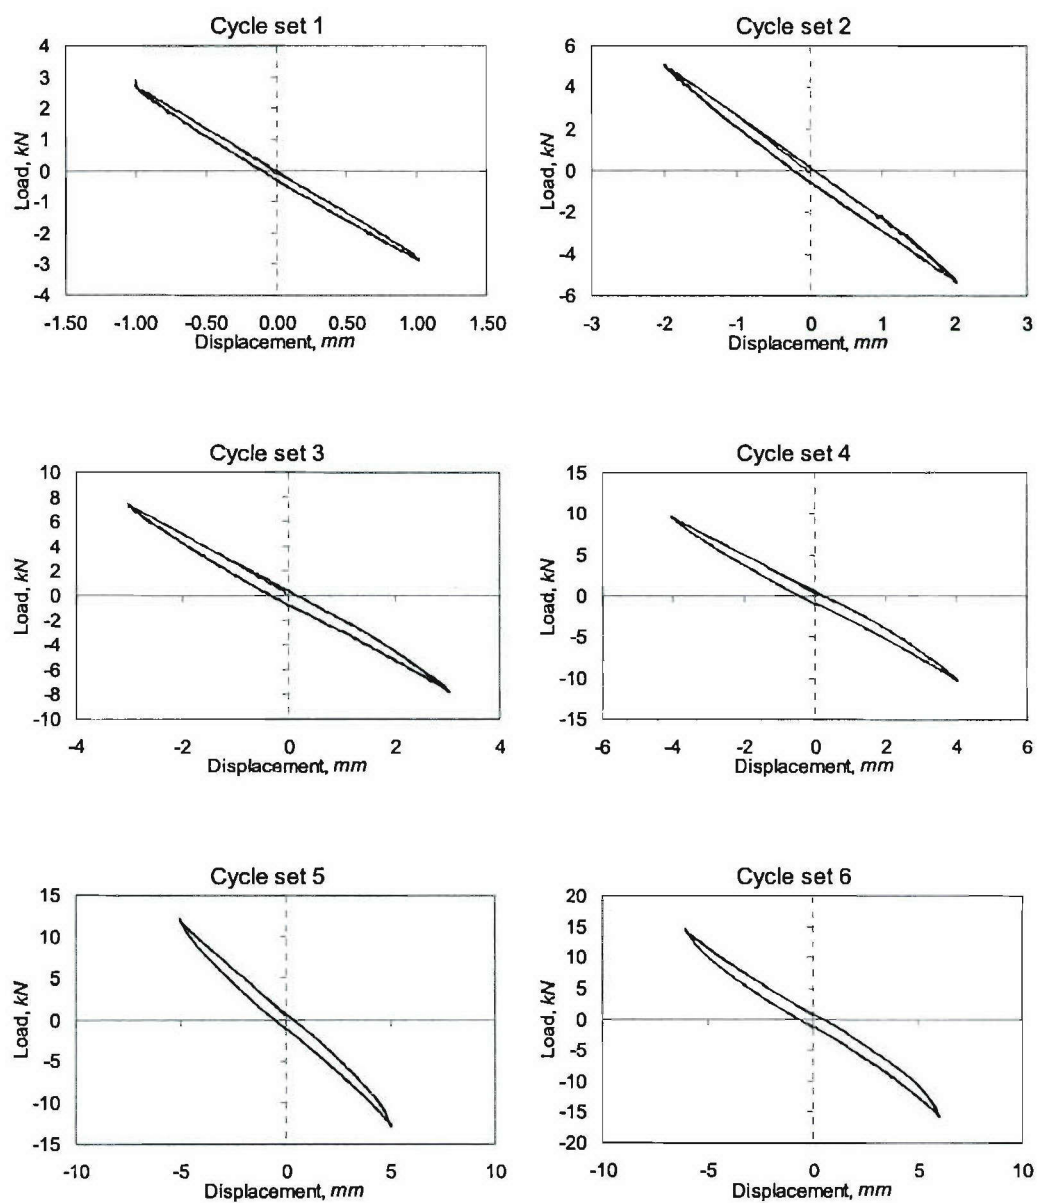 Cycle set 1
4
3
2
1
0
-1
-2
-3
-4
Load, kN
-1.50 -1.00 -0.50 0.00 0.50 1.00 1.50
Displacement, mm
Cycle set 2
6
4
2
0
-2
-4
-6
Load, kN
-3 -2 -1 0 1 2 3
Displacement, mm
Cycle set 3
10
8
6
4
2
0
-2
-4
-6
-8
-10
Load, kN
-4 -2 0 2 4
Displacement, mm
Cycle set 4
15
10
5
0
-5
-10
-15
Load, kN
-6 -4 -2 0 2 4 6
Displacement, mm
Cycle set 5
15
10
5
0
-5
-10
-15
Load, kN
-10 -5 0 5 10
Displacement, mm
Cycle set 6
20
15
10
5
0
-5
-10
-15
-20
Load, kN
-10 -5 0 5 10
Displacement, mm